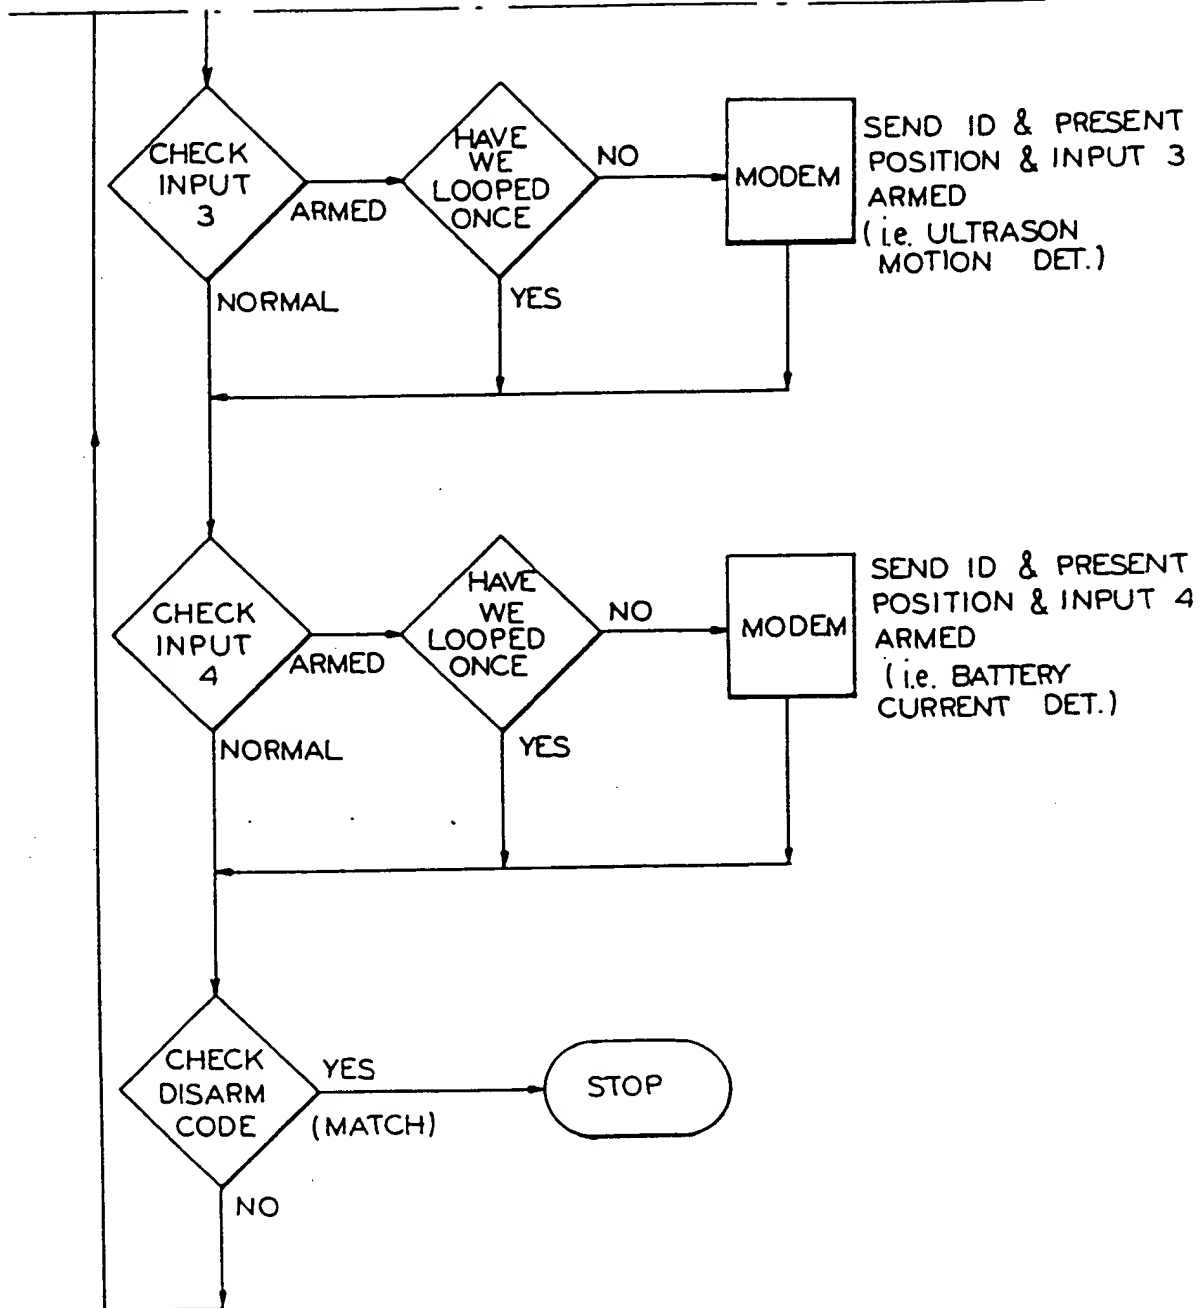 CHECK
INPUT
3
ARMED
NORMAL
HAVE
WE
LOOPED
ONCE
NO
YES
MODEM
SEND ID & PRESENT
POSITION & INPUT 3
ARMED
(i.e. ULTRASON
MOTION DET.)
CHECK
INPUT
4
ARMED
NORMAL
HAVE
WE
LOOPED
ONCE
NO
YES
MODEM
SEND ID & PRESENT
POSITION & INPUT 4
ARMED
(i.e. BATTERY
CURRENT DET.)
CHECK
DISARM
CODE
YES
(MATCH)
STOP
NO